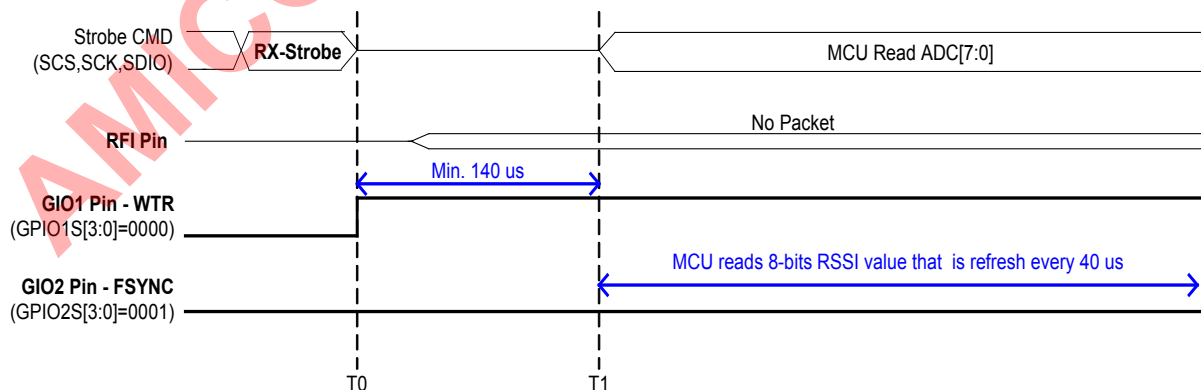 Strobe CMD
(SCS,SCK,SDIO)
RX-Strobe
MCU Read ADC[7:0]
RFI Pin
No Packet
Min. 140 us
GIO1 Pin - WTR
(GPIO1S[3:0]=0000)
MCU reads 8-bits RSSI value that is refresh every 40 us
GIO2 Pin - FSYNC
(GPIO2S[3:0]=0001)
T0
T1
AMICC